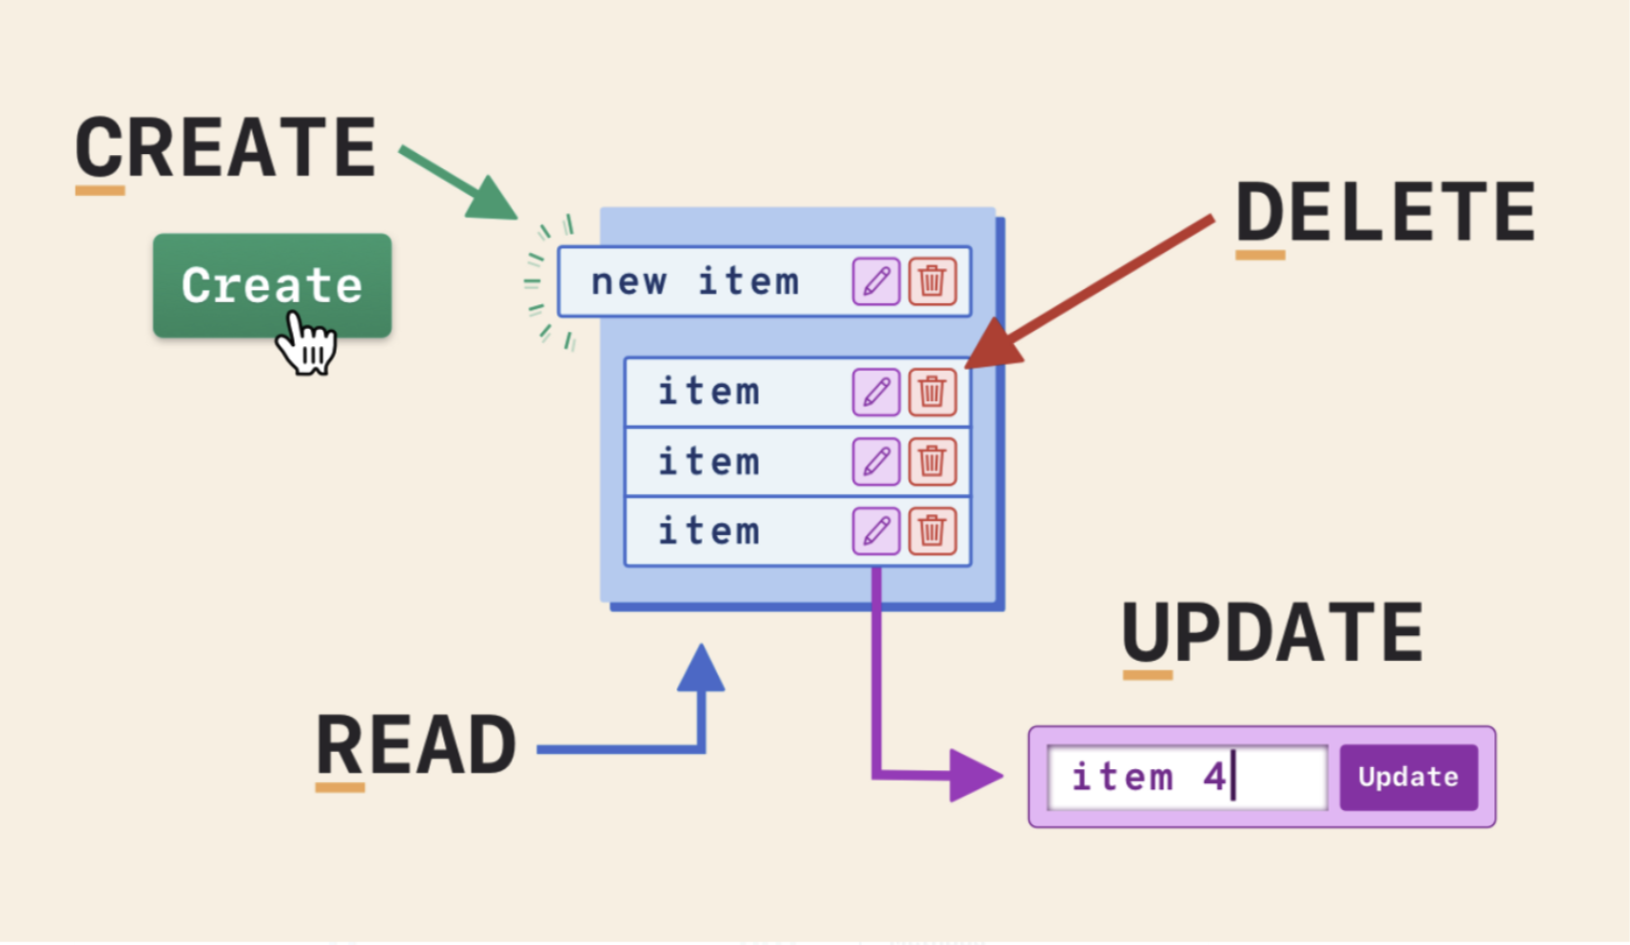 CREATE
Create
new item
item
item
item
DELETE
READ
UPDATE
item 4
Update